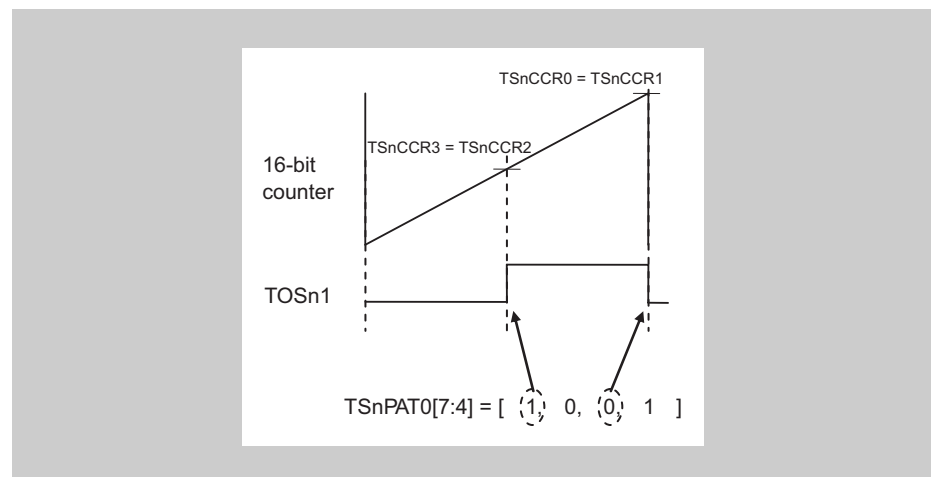 TSnCCR0 = TSnCCR1
TSnCCR3 = TSnCCR2
16-bit
counter
TOSn1
TSnPAT0[7:4] = [ 1, 0, 0, 1 ]